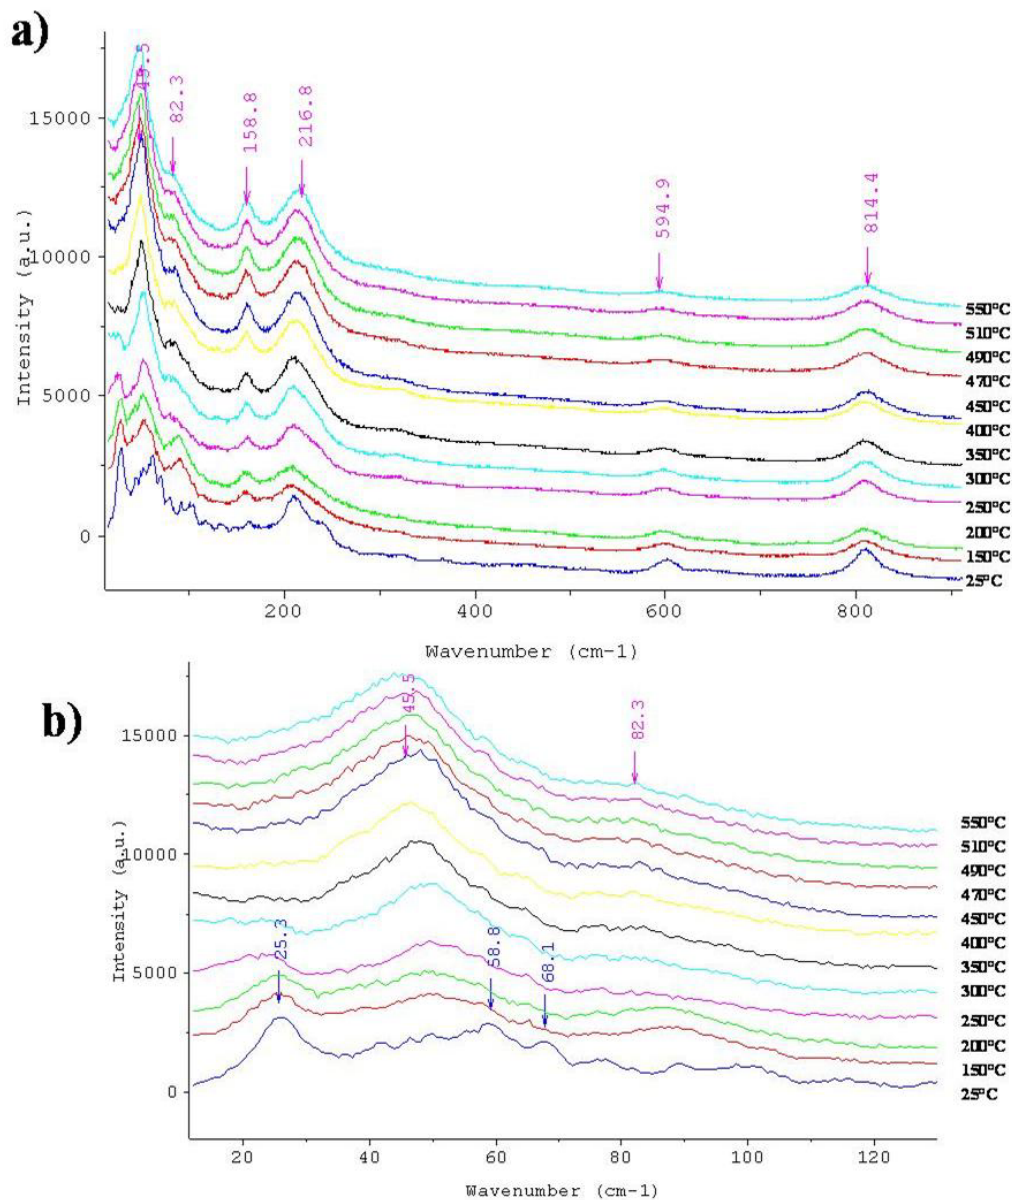 a)
45.5
82.3
158.8
216.8
594.9
814.4
15000
10000
5000
0
Intensity (a.u.)
550°C
510°C
490°C
470°C
450°C
400°C
350°C
300°C
250°C
200°C
150°C
25°C
200
400
600
800
Wavenumber (cm-1)
b)
45.5
82.3
25.3
58.8
68.1
15000
10000
5000
0
Intensity (a.u.)
550°C
510°C
490°C
470°C
450°C
400°C
350°C
300°C
250°C
200°C
150°C
25°C
20
40
60
80
100
120
Wavenumber (cm-1)